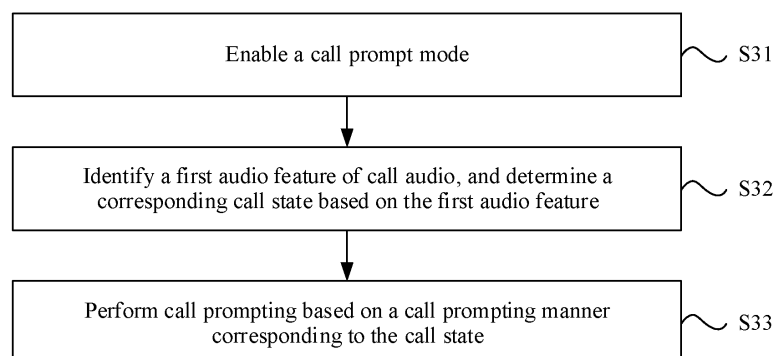 Enable a call prompt mode
S31
Identify a first audio feature of call audio, and determine a
corresponding call state based on the first audio feature
S32
Perform call prompting based on a call prompting manner
corresponding to the call state
S33